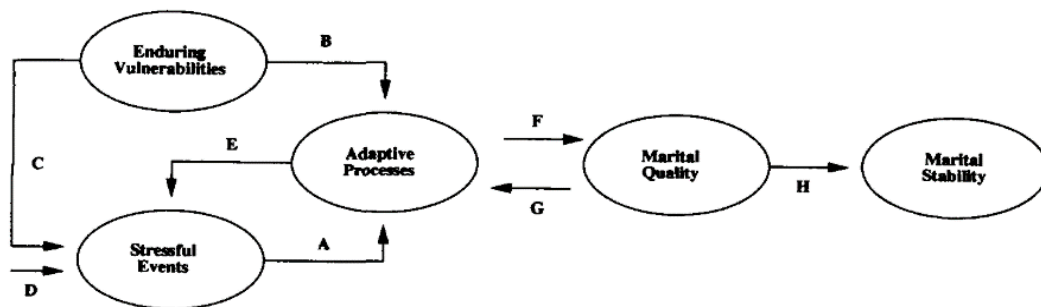 Enduring
Vulnerabilities
B
C
E
Adaptive
Processes
F
G
Marital
Quality
H
Marital
Stability
Stressful
Events
A
D